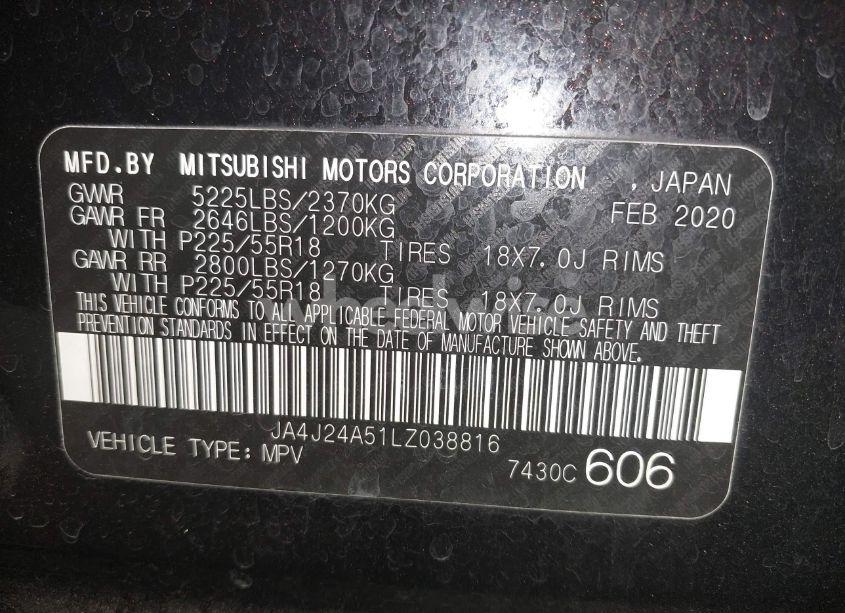 MFD.BY MITSUBISHI MOTORS CORPORATION , JAPAN
GVWR 5225LBS/2370KG FEB 2020
GAWR FR 2646LBS/1200KG
WITH P225/55R18 TIRES 18X7.0J RIMS
GAWR RR 2800LBS/1270KG
WITH P225/55R18 TIRES 18X7.0J RIMS
THIS VEHICLE CONFORMS TO ALL APPLICABLE FEDERAL MOTOR VEHICLE SAFETY AND THEFT
PREVENTION STANDARDS IN EFFECT ON THE DATE OF MANUFACTURE SHOWN ABOVE.
JA4J24A51LZ038816
VEHICLE TYPE: MPV
7430C 606